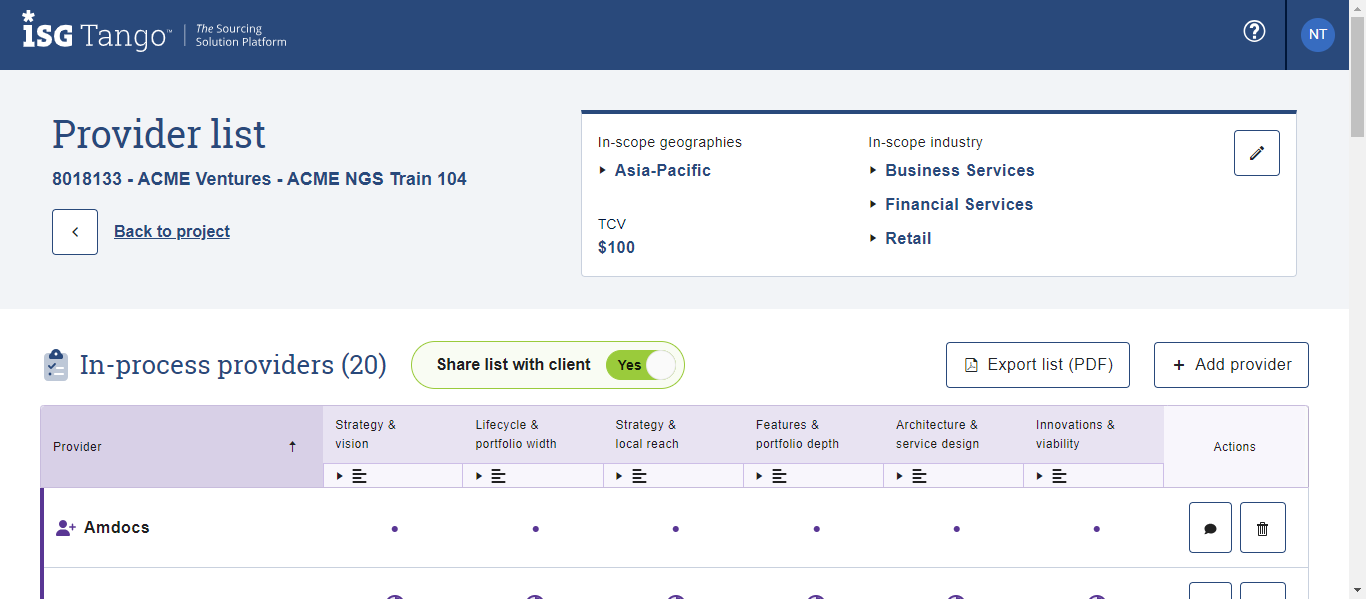 ISG Tango™ The Sourcing
Solution Platform
NT
Provider list
8018133 - ACME Ventures - ACME NGS Train 104
Back to project
In-scope geographies
Asia-Pacific
TCV
$100
In-scope industry
Business Services
Financial Services
Retail
In-process providers (20)
Share list with client Yes
Export list (PDF)
+ Add provider
Provider
Strategy &
vision
Lifecycle &
portfolio width
Strategy &
local reach
Features &
portfolio depth
Architecture &
service design
Innovations &
viability
Actions
Amdocs